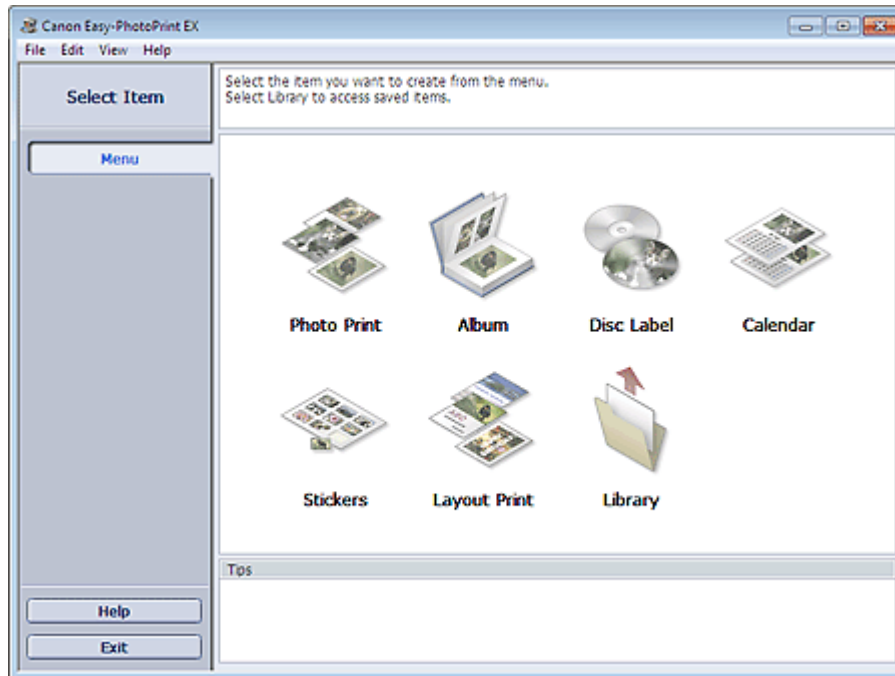 Canon Easy-PhotoPrint EX
File Edit View Help
Select Item
Select the item you want to create from the menu.
Select Library to access saved items.
Menu
Photo Print
Album
Disc Label
Calendar
Stickers
Layout Print
Library
Tips
Help
Exit